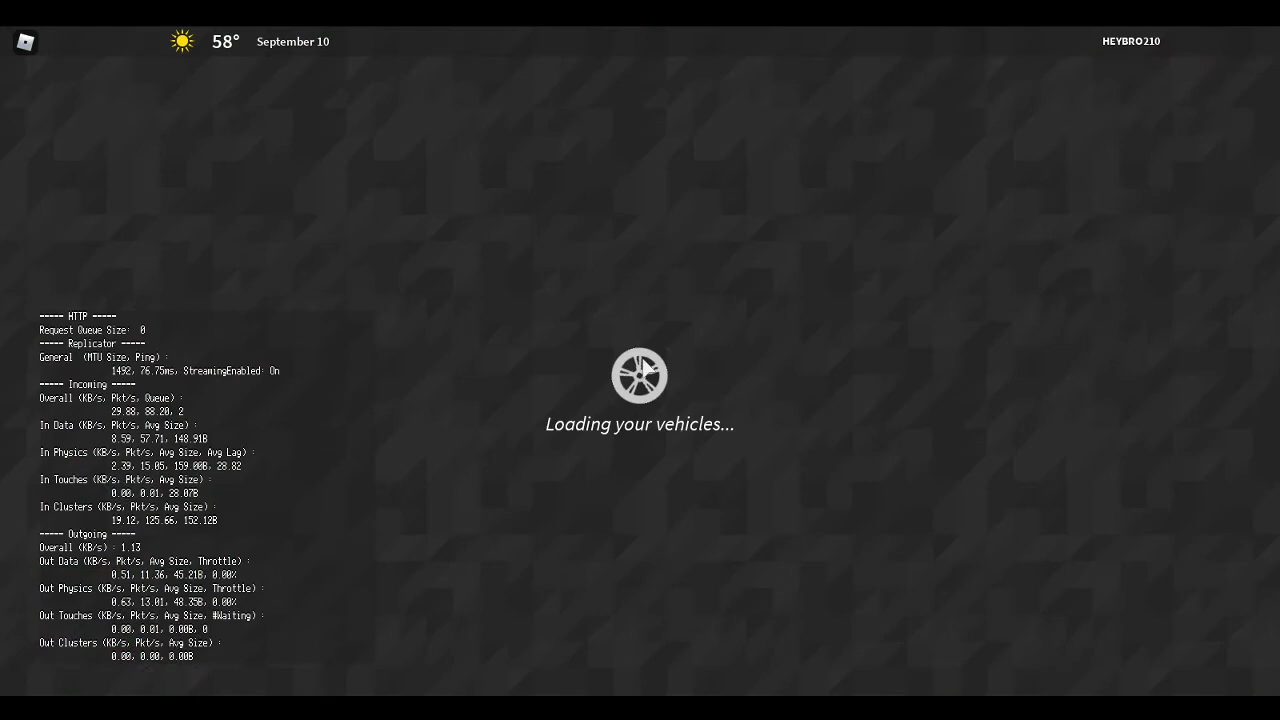 58° September 10 HEYBRO210
----- HTTP -----
Request Queue Size: 0
----- Replicator -----
General (MTU Size, Ping) :
1492, 76.75ms, StreamingEnabled: On
----- Incoming -----
Overall (KB/s, Pkt/s, Queue) :
29.88, 88.20, 2
In Data (KB/s, Pkt/s, Avg Size) :
8.59, 57.71, 148.91B
In Physics (KB/s, Pkt/s, Avg Size, Avg Lag) :
2.39, 15.05, 159.00B, 28.82
In Touches (KB/s, Pkt/s, Avg Size) :
0.00, 0.01, 28.07B
In Clusters (KB/s, Pkt/s, Avg Size) :
19.12, 125.66, 152.12B
----- Outgoing -----
Overall (KB/s) : 1.13
Out Data (KB/s, Pkt/s, Avg Size, Throttle) :
0.51, 11.36, 45.21B, 0.00%
Out Physics (KB/s, Pkt/s, Avg Size, Throttle) :
0.63, 13.01, 48.35B, 0.00%
Out Touches (KB/s, Pkt/s, Avg Size, #Waiting) :
0.00, 0.01, 0.00B, 0
Out Clusters (KB/s, Pkt/s, Avg Size) :
0.00, 0.00, 0.00B
Loading your vehicles...